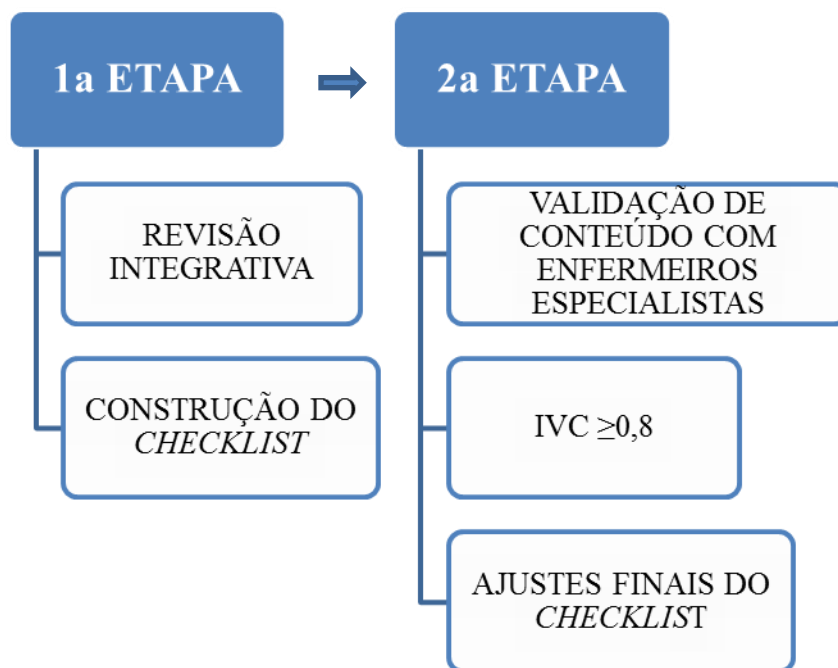 1a ETAPA
REVISÃO
INTEGRATIVA
CONSTRUÇÃO DO
CHECKLIST
2a ETAPA
VALIDAÇÃO DE
CONTEÚDO COM
ENFERMEIROS
ESPECIALISTAS
IVC ≥0,8
AJUSTES FINAIS DO
CHECKLIST